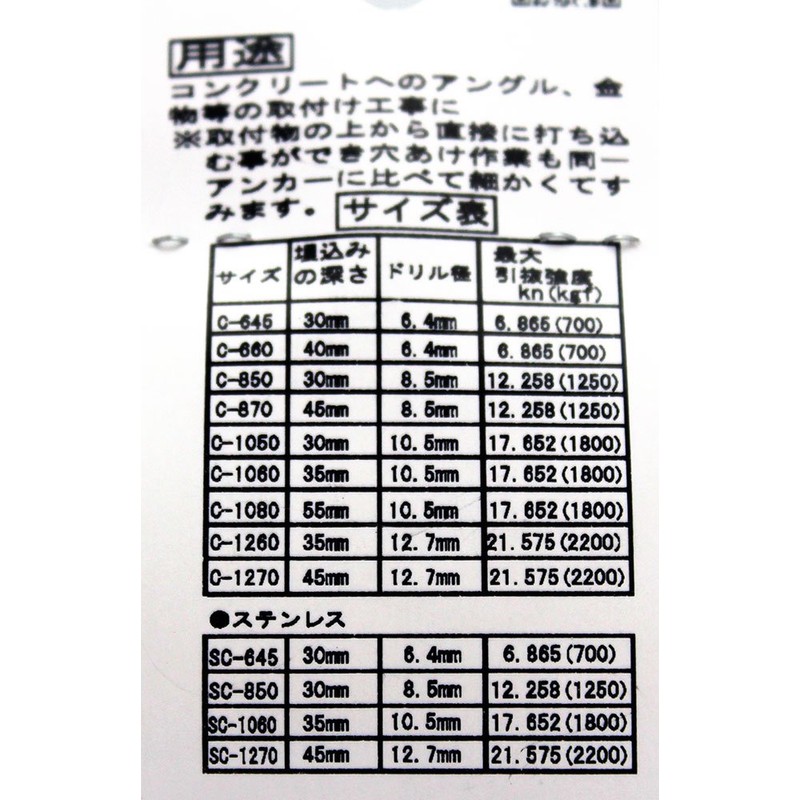 用途
コンクリートへのアングル、金
物等の取付け工事に
※取付物の上から直接に打ち込
む事ができ穴あけ作業も同一
アンカーに比べて細かくてす
みます。 サイズ表
サイズ 埋込みの深さ ドリル径 最大引抜強度kn(kgf)
C-645 30mm 6.4mm 6.865(700)
C-660 40mm 6.4mm 6.865(700)
C-850 30mm 8.5mm 12.258(1250)
C-870 45mm 8.5mm 12.258(1250)
C-1050 30mm 10.5mm 17.652(1800)
C-1060 35mm 10.5mm 17.652(1800)
C-1080 55mm 10.5mm 17.652(1800)
C-1260 35mm 12.7mm 21.575(2200)
C-1270 45mm 12.7mm 21.575(2200)
●ステンレス
SC-645 30mm 6.4mm 6.865(700)
SC-850 30mm 8.5mm 12.258(1250)
SC-1060 35mm 10.5mm 17.652(1800)
SC-1270 45mm 12.7mm 21.575(2200)